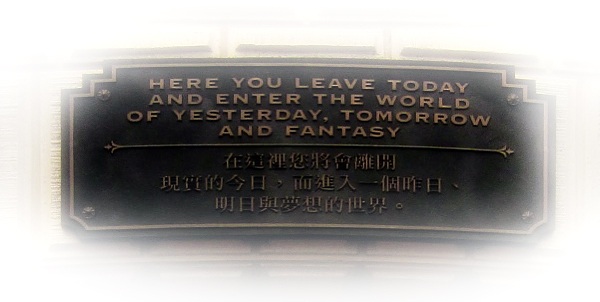 HERE YOU LEAVE TODAY
AND ENTER THE WORLD
OF YESTERDAY, TOMORROW
AND FANTASY
在這裡您將會離開
現實的今日，而進入一個昨日、
明日與夢想的世界。